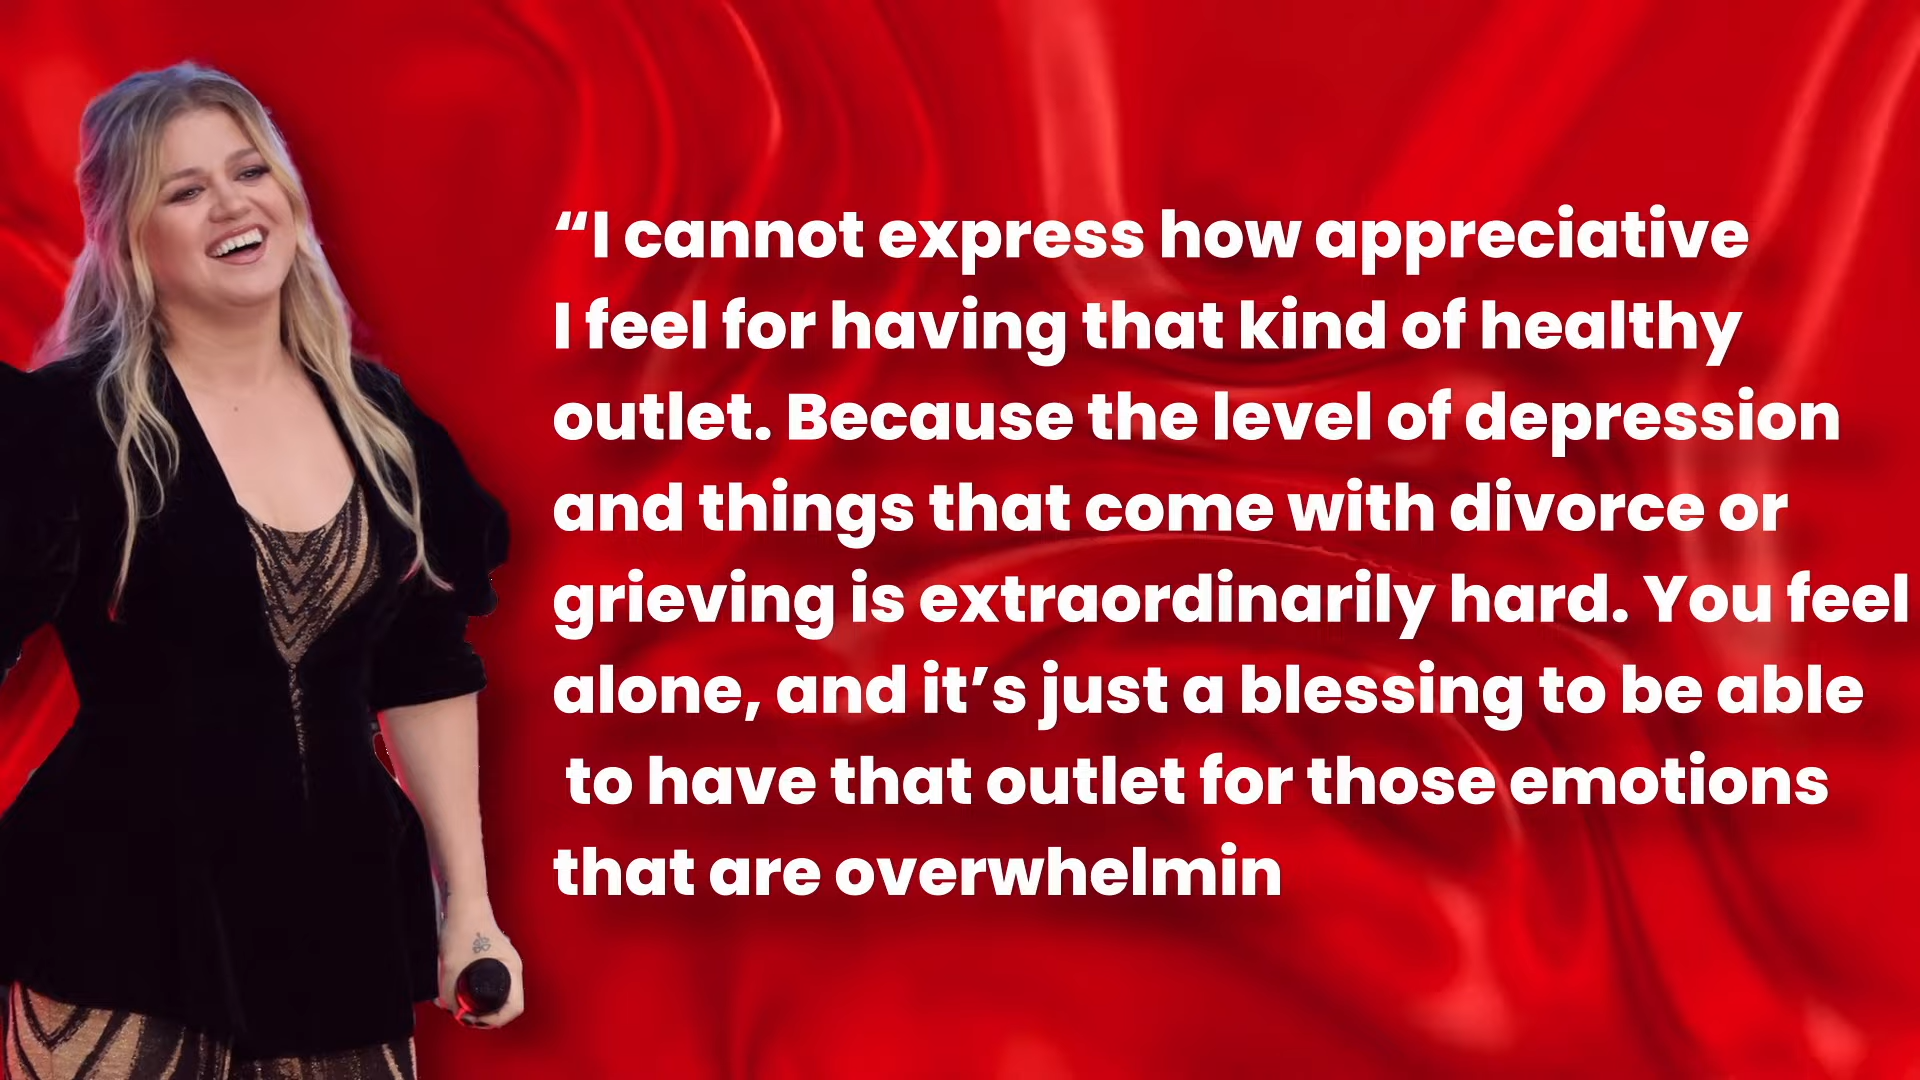 “I cannot express how appreciative
I feel for having that kind of healthy
outlet. Because the level of depression
and things that come with divorce or
grieving is extraordinarily hard. You feel
alone, and it’s just a blessing to be able
to have that outlet for those emotions
that are overwhelmin